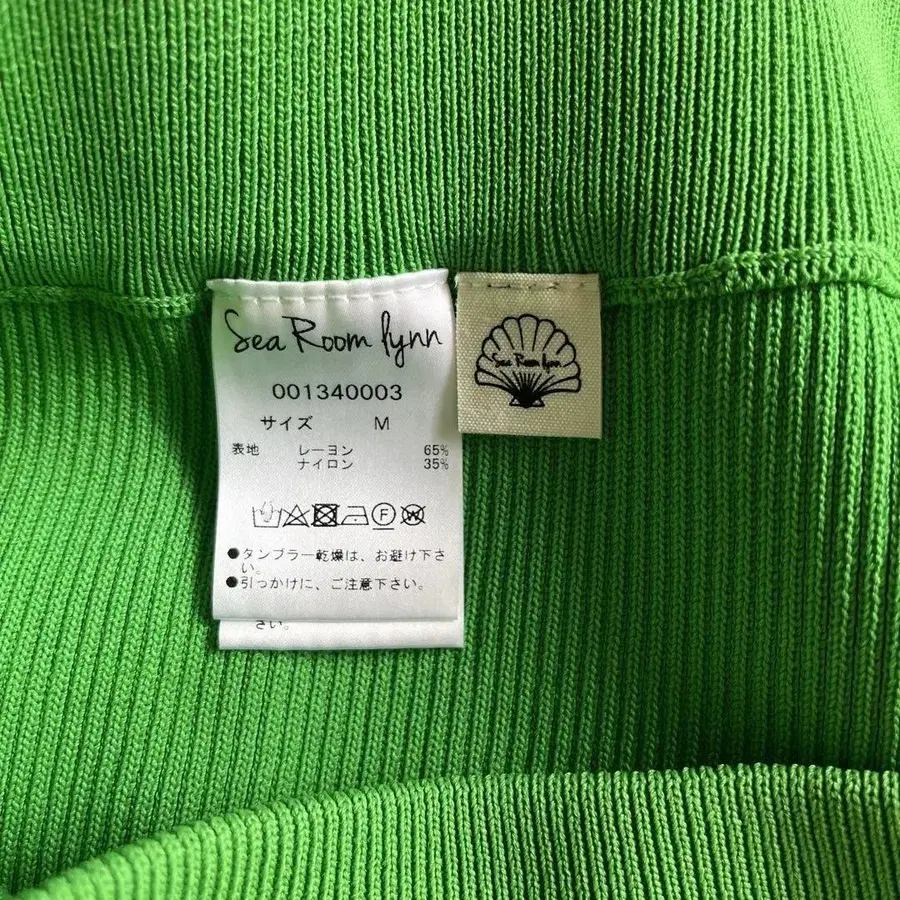 Sea Room lynn
001340003
サイズ M
表地 レーヨン 65%
ナイロン 35%
F W
●タンブラー乾燥は、お避け下さ
い。
●引っかけに、ご注意下さい。
さい。
Sea Room lynn